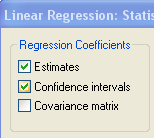 Linear Regression: Statis
Regression Coefficients
Estimates
Confidence intervals
Covariance matrix